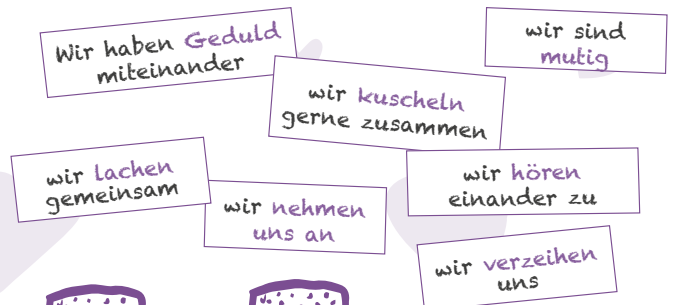 Wir haben Geduld
miteinander
wir sind
mutig
wir kuscheln
gerne zusammen
wir lachen
gemeinsam
wir hören
einander zu
wir nehmen
uns an
wir verzeihen
uns